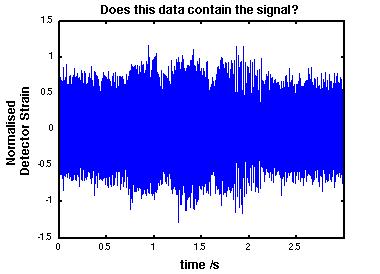 Does this data contain the signal?
1.5
1
0.5
0
-0.5
-1
-1.5
Normalised
Detector Strain
0 0.5 1 1.5 2 2.5
time /s